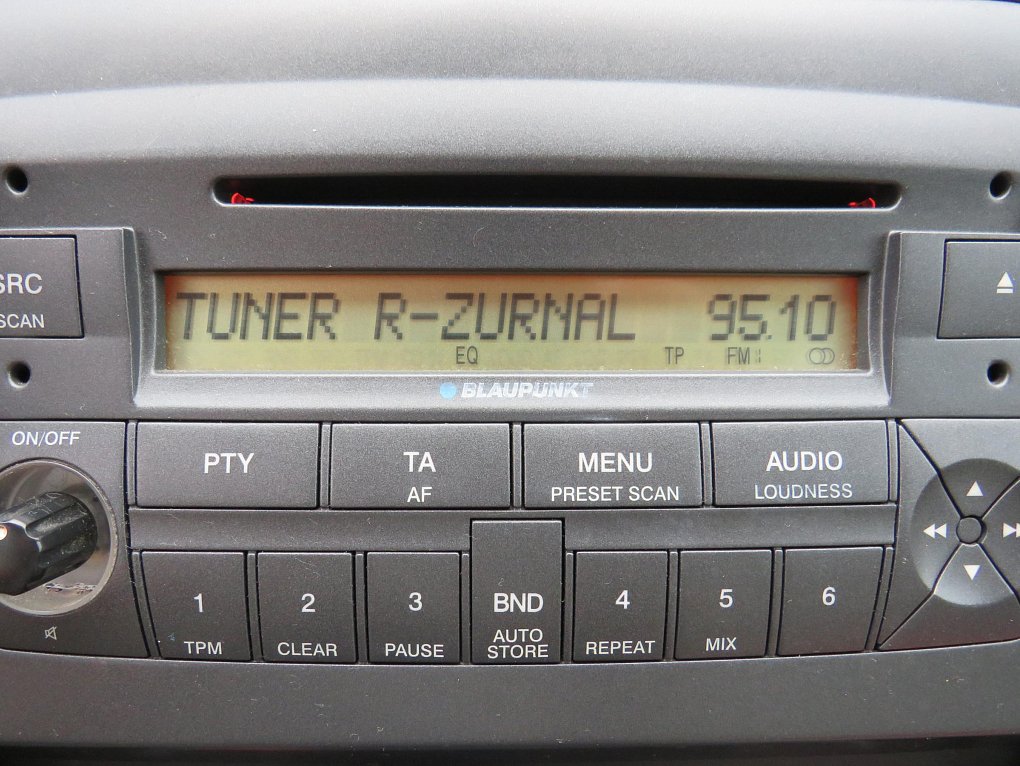 SRC
SCAN
TUNER R-ZURNAL 95.10
EQ TP FM
BLAUPUNKT
ON/OFF
PTY
TA
AF
MENU
PRESET SCAN
AUDIO
LOUDNESS
1
TPM
2
CLEAR
3
PAUSE
BND
AUTO
STORE
4
REPEAT
5
MIX
6